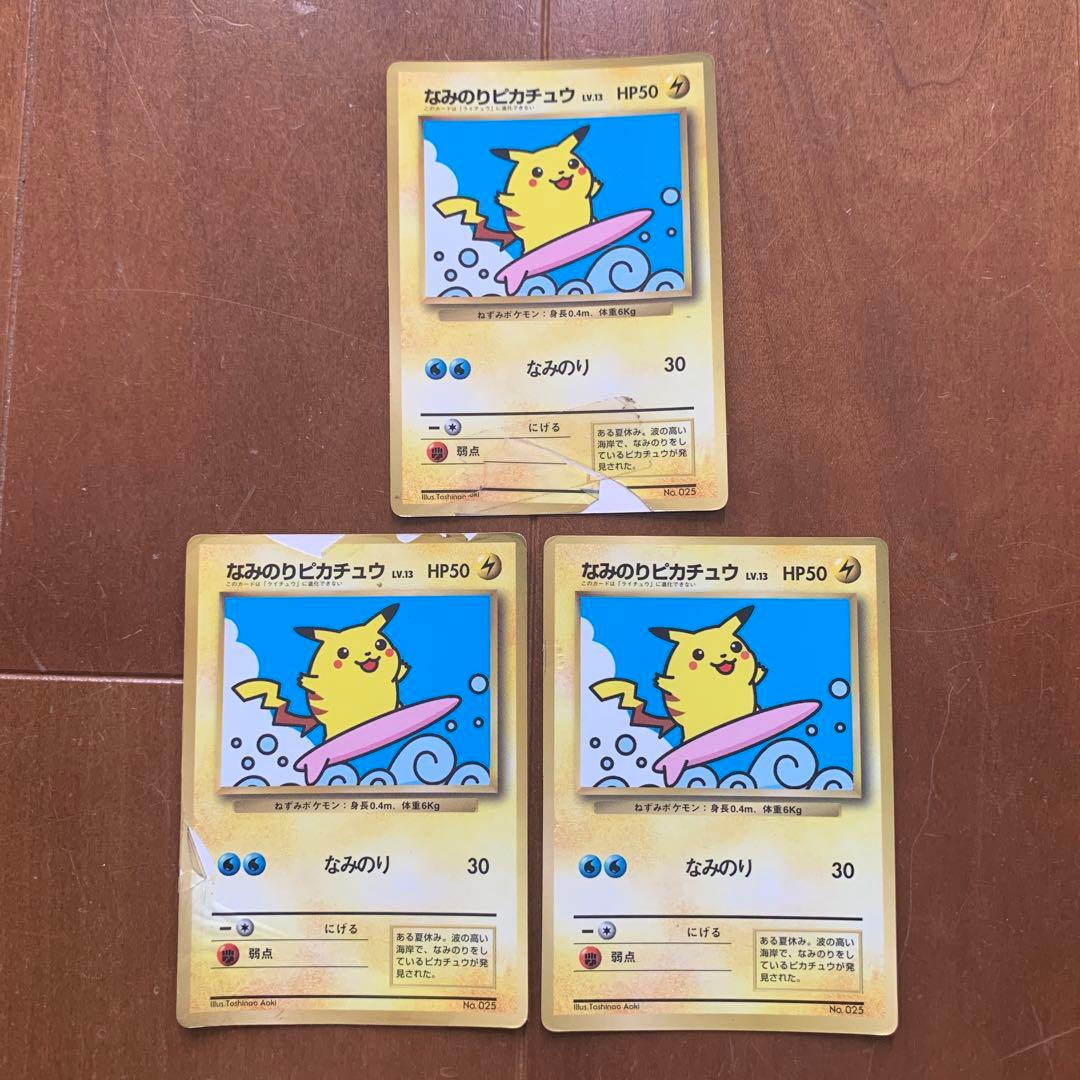 なみのりピカチュウ LV.13 HP50
このカードは「ライチュウ」に進化できない
ねずみポケモン：身長0.4m、体重6Kg
なみのり 30
にげる
弱点
ある夏休み。波の高い
海岸で、なみのりをし
ているピカチュウが発
見された。
Illus.Toshinao Aoki No. 025
なみのりピカチュウ LV.13 HP50
このカードは「ライチュウ」に進化できない
ねずみポケモン：身長0.4m、体重6Kg
なみのり 30
にげる
弱点
ある夏休み。波の高い
海岸で、なみのりをし
ているピカチュウが発
見された。
Illus.Toshinao Aoki No. 025
なみのりピカチュウ LV.13 HP50
このカードは「ライチュウ」に進化できない
ねずみポケモン：身長0.4m、体重6Kg
なみのり 30
にげる
弱点
ある夏休み。波の高い
海岸で、なみのりをし
ているピカチュウが発
見された。
Illus.Toshinao Aoki No. 025